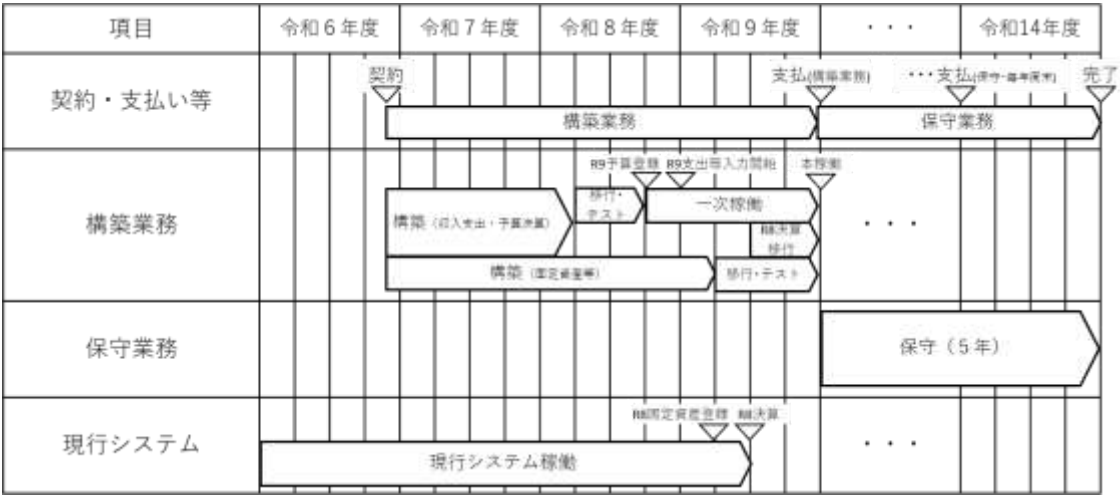 項目
令和6年度
令和7年度
令和8年度
令和9年度
・・・
令和14年度
契約・支払い等
契約
支払(構築業務)
・・・支払(保守・毎年度末)
完了
構築業務
保守業務
構築業務
R9予算登録
R9支出等入力開始
本稼働
構築（収入支出・予算決算）
移行・
テスト
一次稼働
・・・
R8決算
移行
構築（固定資産等）
移行・テスト
保守業務
保守（5年）
現行システム
R8固定資産登録
R8決算
・・・
現行システム稼働